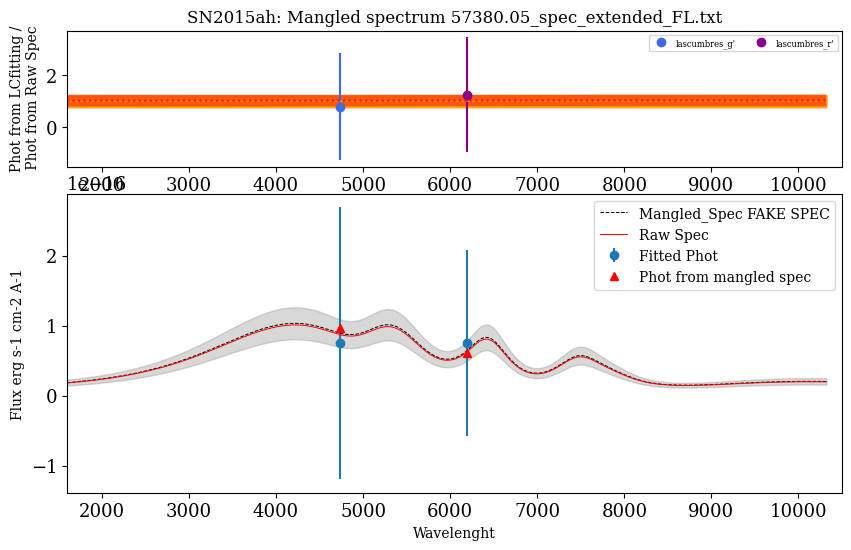 SN2015ah: Mangled spectrum 57380.05_spec_extended_FL.txt
Phot from LCfitting /
Phot from Raw Spec
2
0
lascumbres_g'
lascumbres_r'
2000 3000 4000 5000 6000 7000 8000 9000 10000
1e−16
Flux erg s-1 cm-2 A-1
2
1
0
−1
Mangled_Spec FAKE SPEC
Raw Spec
Fitted Phot
Phot from mangled spec
2000 3000 4000 5000 6000 7000 8000 9000 10000
Wavelenght